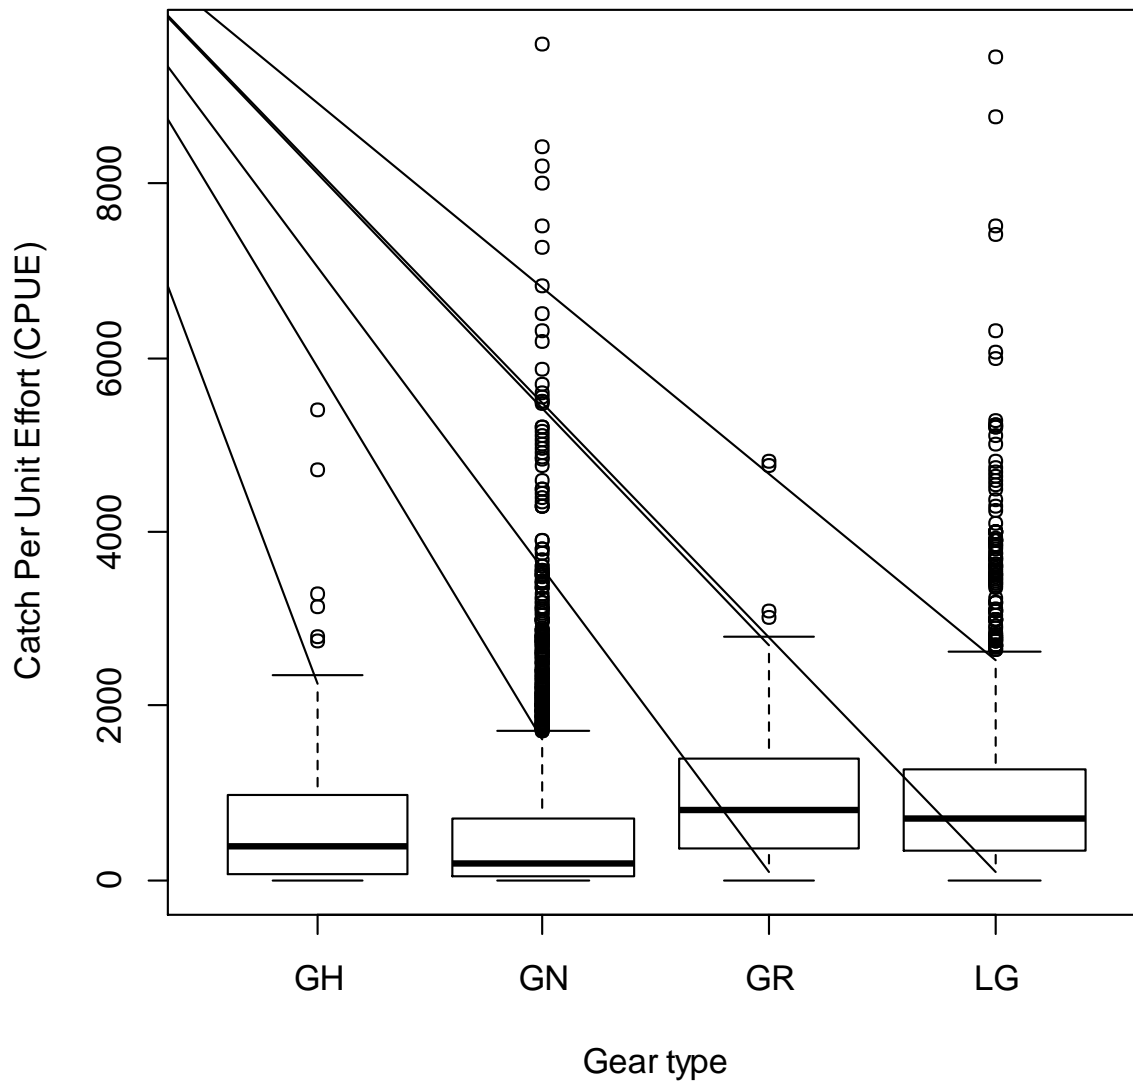 8000
6000
4000
2000
0
Catch Per Unit Effort (CPUE)
GH
GN
GR
LG
Gear type